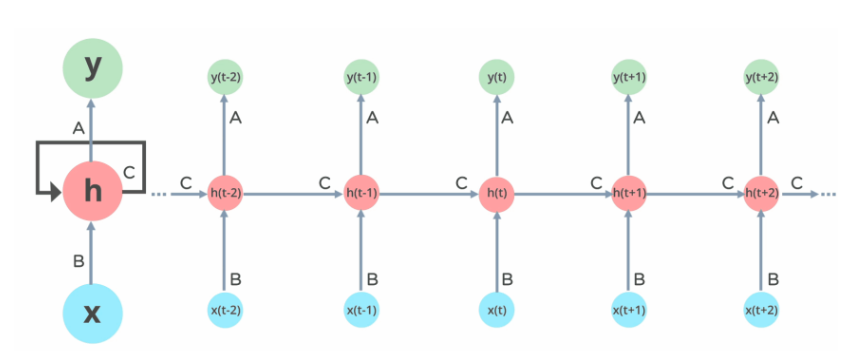 y y(t-2) y(t-1) y(t) y(t+1) y(t+2)
A A A A A A
C C C C C C C
h h(t-2) h(t-1) h(t) h(t+1) h(t+2)
B B B B B B
x x(t-2) x(t-1) x(t) x(t+1) x(t+2)